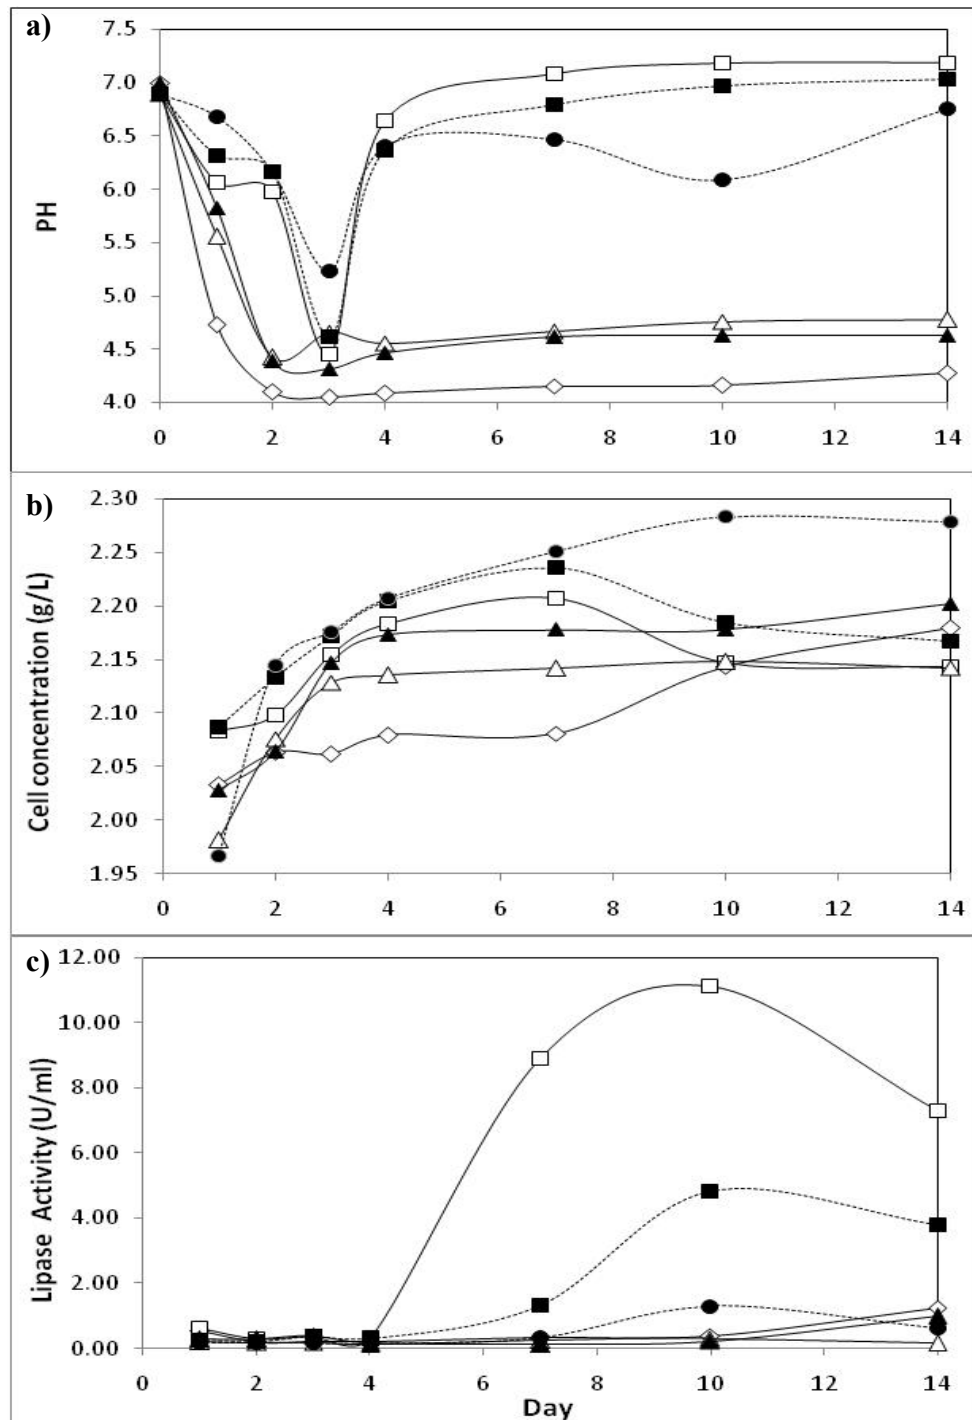 a)
7.5
7.0
6.5
6.0
5.5
5.0
4.5
4.0
PH
0 2 4 6 8 10 12 14
b)
2.30
2.25
2.20
2.15
2.10
2.05
2.00
1.95
Cell concentration (g/L)
0 2 4 6 8 10 12 14
c)
12.00
10.00
8.00
6.00
4.00
2.00
0.00
Lipase Activity (U/ml)
0 2 4 6 8 10 12 14
Day